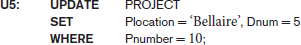 U5: UPDATE PROJECT
SET Plocation = ‘Bellaire’, Dnum = 5
WHERE Pnumber = 10;